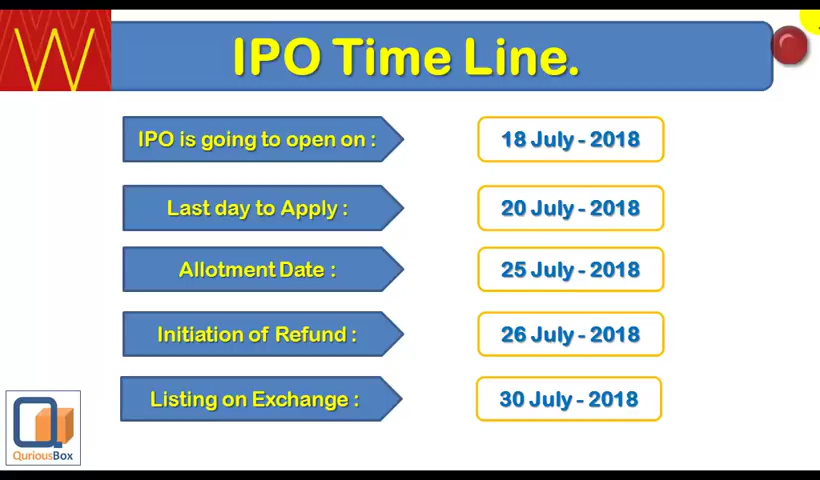 W
IPO Time Line.
IPO is going to open on :
18 July - 2018
Last day to Apply :
20 July - 2018
Allotment Date :
25 July - 2018
Initiation of Refund :
26 July - 2018
Listing on Exchange :
30 July - 2018
QuriousBox